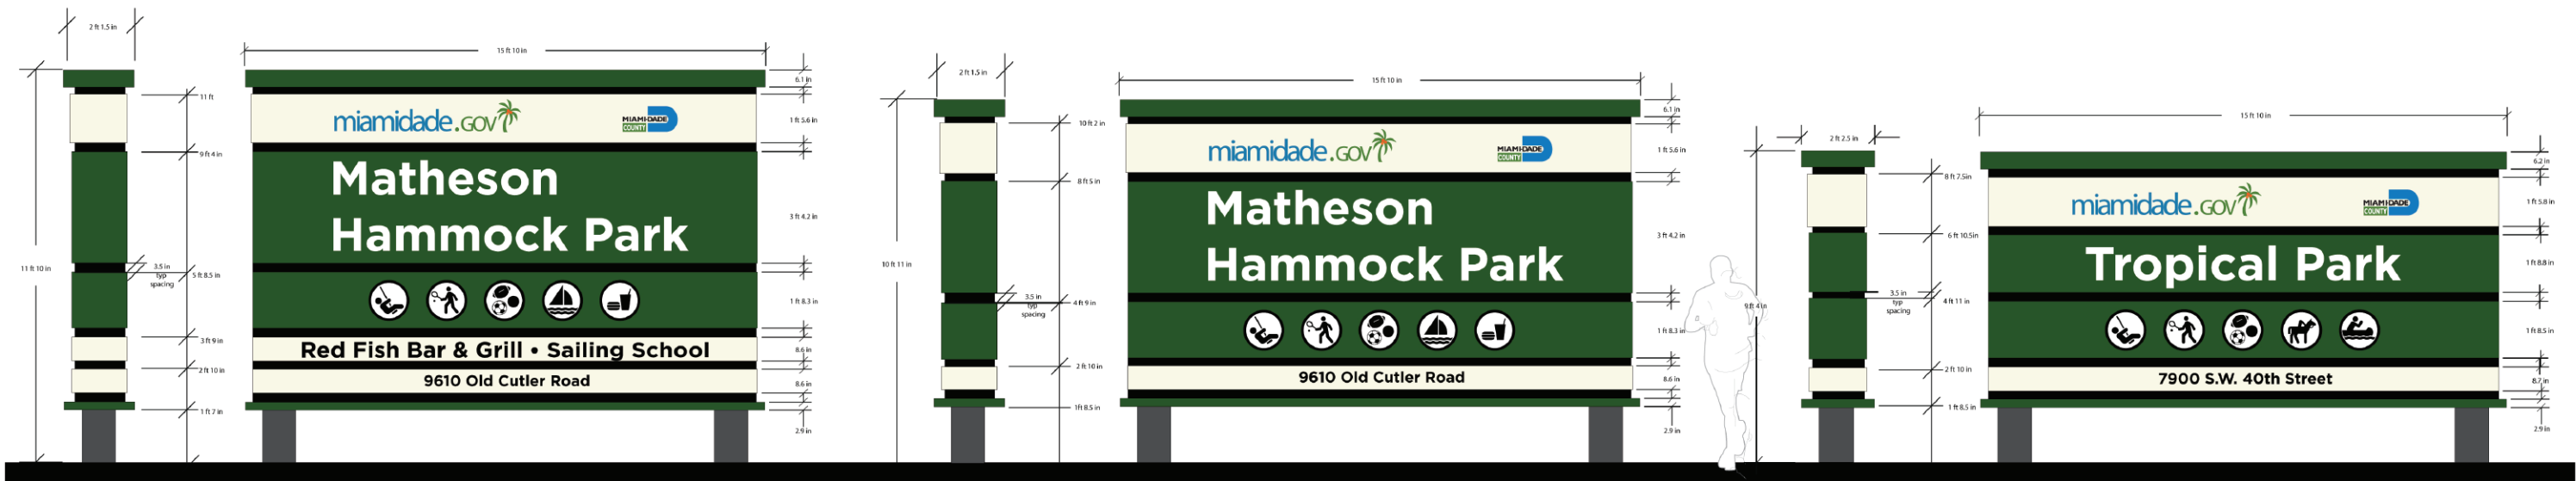 2 ft 1.5 in
15 ft 10 in
11 ft 10 in
11 ft
9 ft 4 in
3.5 in
typ
spacing
5 ft 8.5 in
3 ft 9 in
2 ft 10 in
1 ft 7 in
miamidade.gov
MIAMI-DADE
COUNTY
Matheson
Hammock Park
Red Fish Bar & Grill • Sailing School
9610 Old Cutler Road
6.1 in
1 ft 5.6 in
3 ft 4.2 in
1 ft 8.3 in
8.6 in
8.6 in
2.9 in
2 ft 1.5 in
15 ft 10 in
10 ft 11 in
10 ft 2 in
8 ft 5 in
3.5 in
typ
spacing
4 ft 9 in
2 ft 10 in
1 ft 8.5 in
miamidade.gov
MIAMI-DADE
COUNTY
Matheson
Hammock Park
9610 Old Cutler Road
6.1 in
1 ft 5.6 in
3 ft 4.2 in
1 ft 8.3 in
8.6 in
2.9 in
2 ft 2.5 in
15 ft 10 in
9 ft 4 in
8 ft 7.5 in
6 ft 10.5 in
3.5 in
typ
spacing
4 ft 11 in
2 ft 10 in
1 ft 8.5 in
miamidade.gov
MIAMI-DADE
COUNTY
Tropical Park
7900 S.W. 40th Street
6.2 in
1 ft 5.8 in
1 ft 8.8 in
1 ft 8.5 in
8.7 in
2.9 in